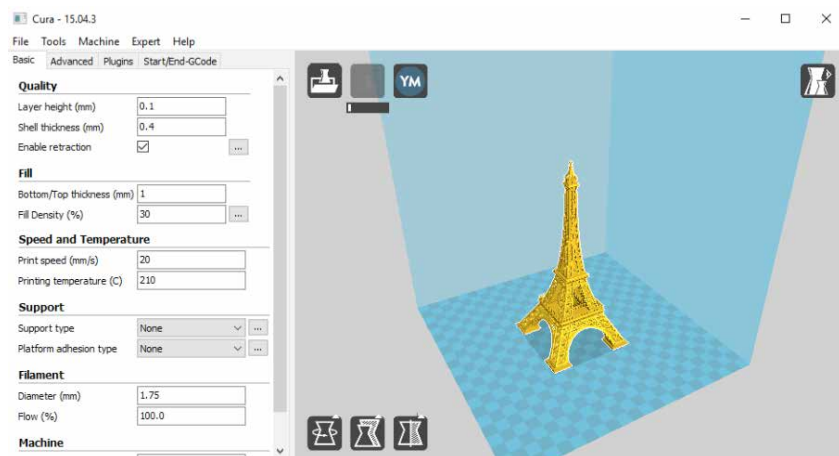 Cura - 15.04.3
File Tools Machine Expert Help
Basic Advanced Plugins Start/End-GCode
Quality
Layer height (mm) 0.1
Shell thickness (mm) 0.4
Enable retraction ...
Fill
Bottom/Top thickness (mm) 1
Fill Density (%) 30 ...
Speed and Temperature
Print speed (mm/s) 20
Printing temperature (C) 210
Support
Support type None ...
Platform adhesion type None ...
Filament
Diameter (mm) 1.75
Flow (%) 100.0
Machine
YM